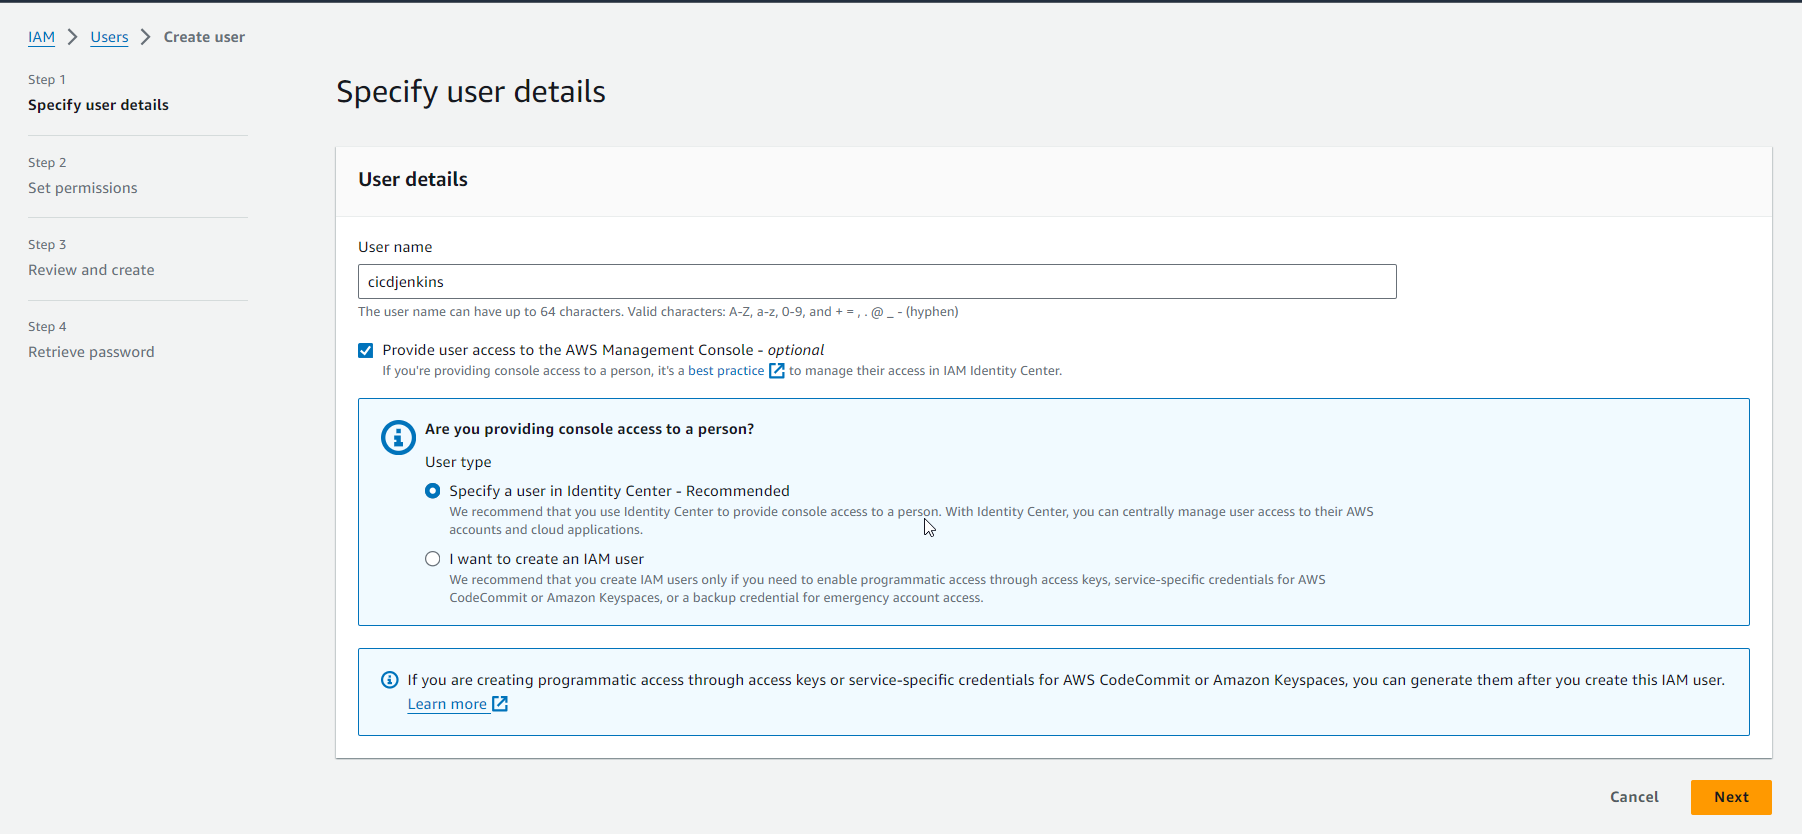 IAM > Users > Create user
Step 1
Specify user details
Step 2
Set permissions
Step 3
Review and create
Step 4
Retrieve password
Specify user details
User details
User name
cicdjenkins
The user name can have up to 64 characters. Valid characters: A-Z, a-z, 0-9, and + = , . @ _ - (hyphen)
Provide user access to the AWS Management Console - optional
If you're providing console access to a person, it's a best practice to manage their access in IAM Identity Center.
Are you providing console access to a person?
User type
Specify a user in Identity Center - Recommended
We recommend that you use Identity Center to provide console access to a person. With Identity Center, you can centrally manage user access to their AWS
accounts and cloud applications.
I want to create an IAM user
We recommend that you create IAM users only if you need to enable programmatic access through access keys, service-specific credentials for AWS
CodeCommit or Amazon Keyspaces, or a backup credential for emergency account access.
If you are creating programmatic access through access keys or service-specific credentials for AWS CodeCommit or Amazon Keyspaces, you can generate them after you create this IAM user.
Learn more
Cancel
Next